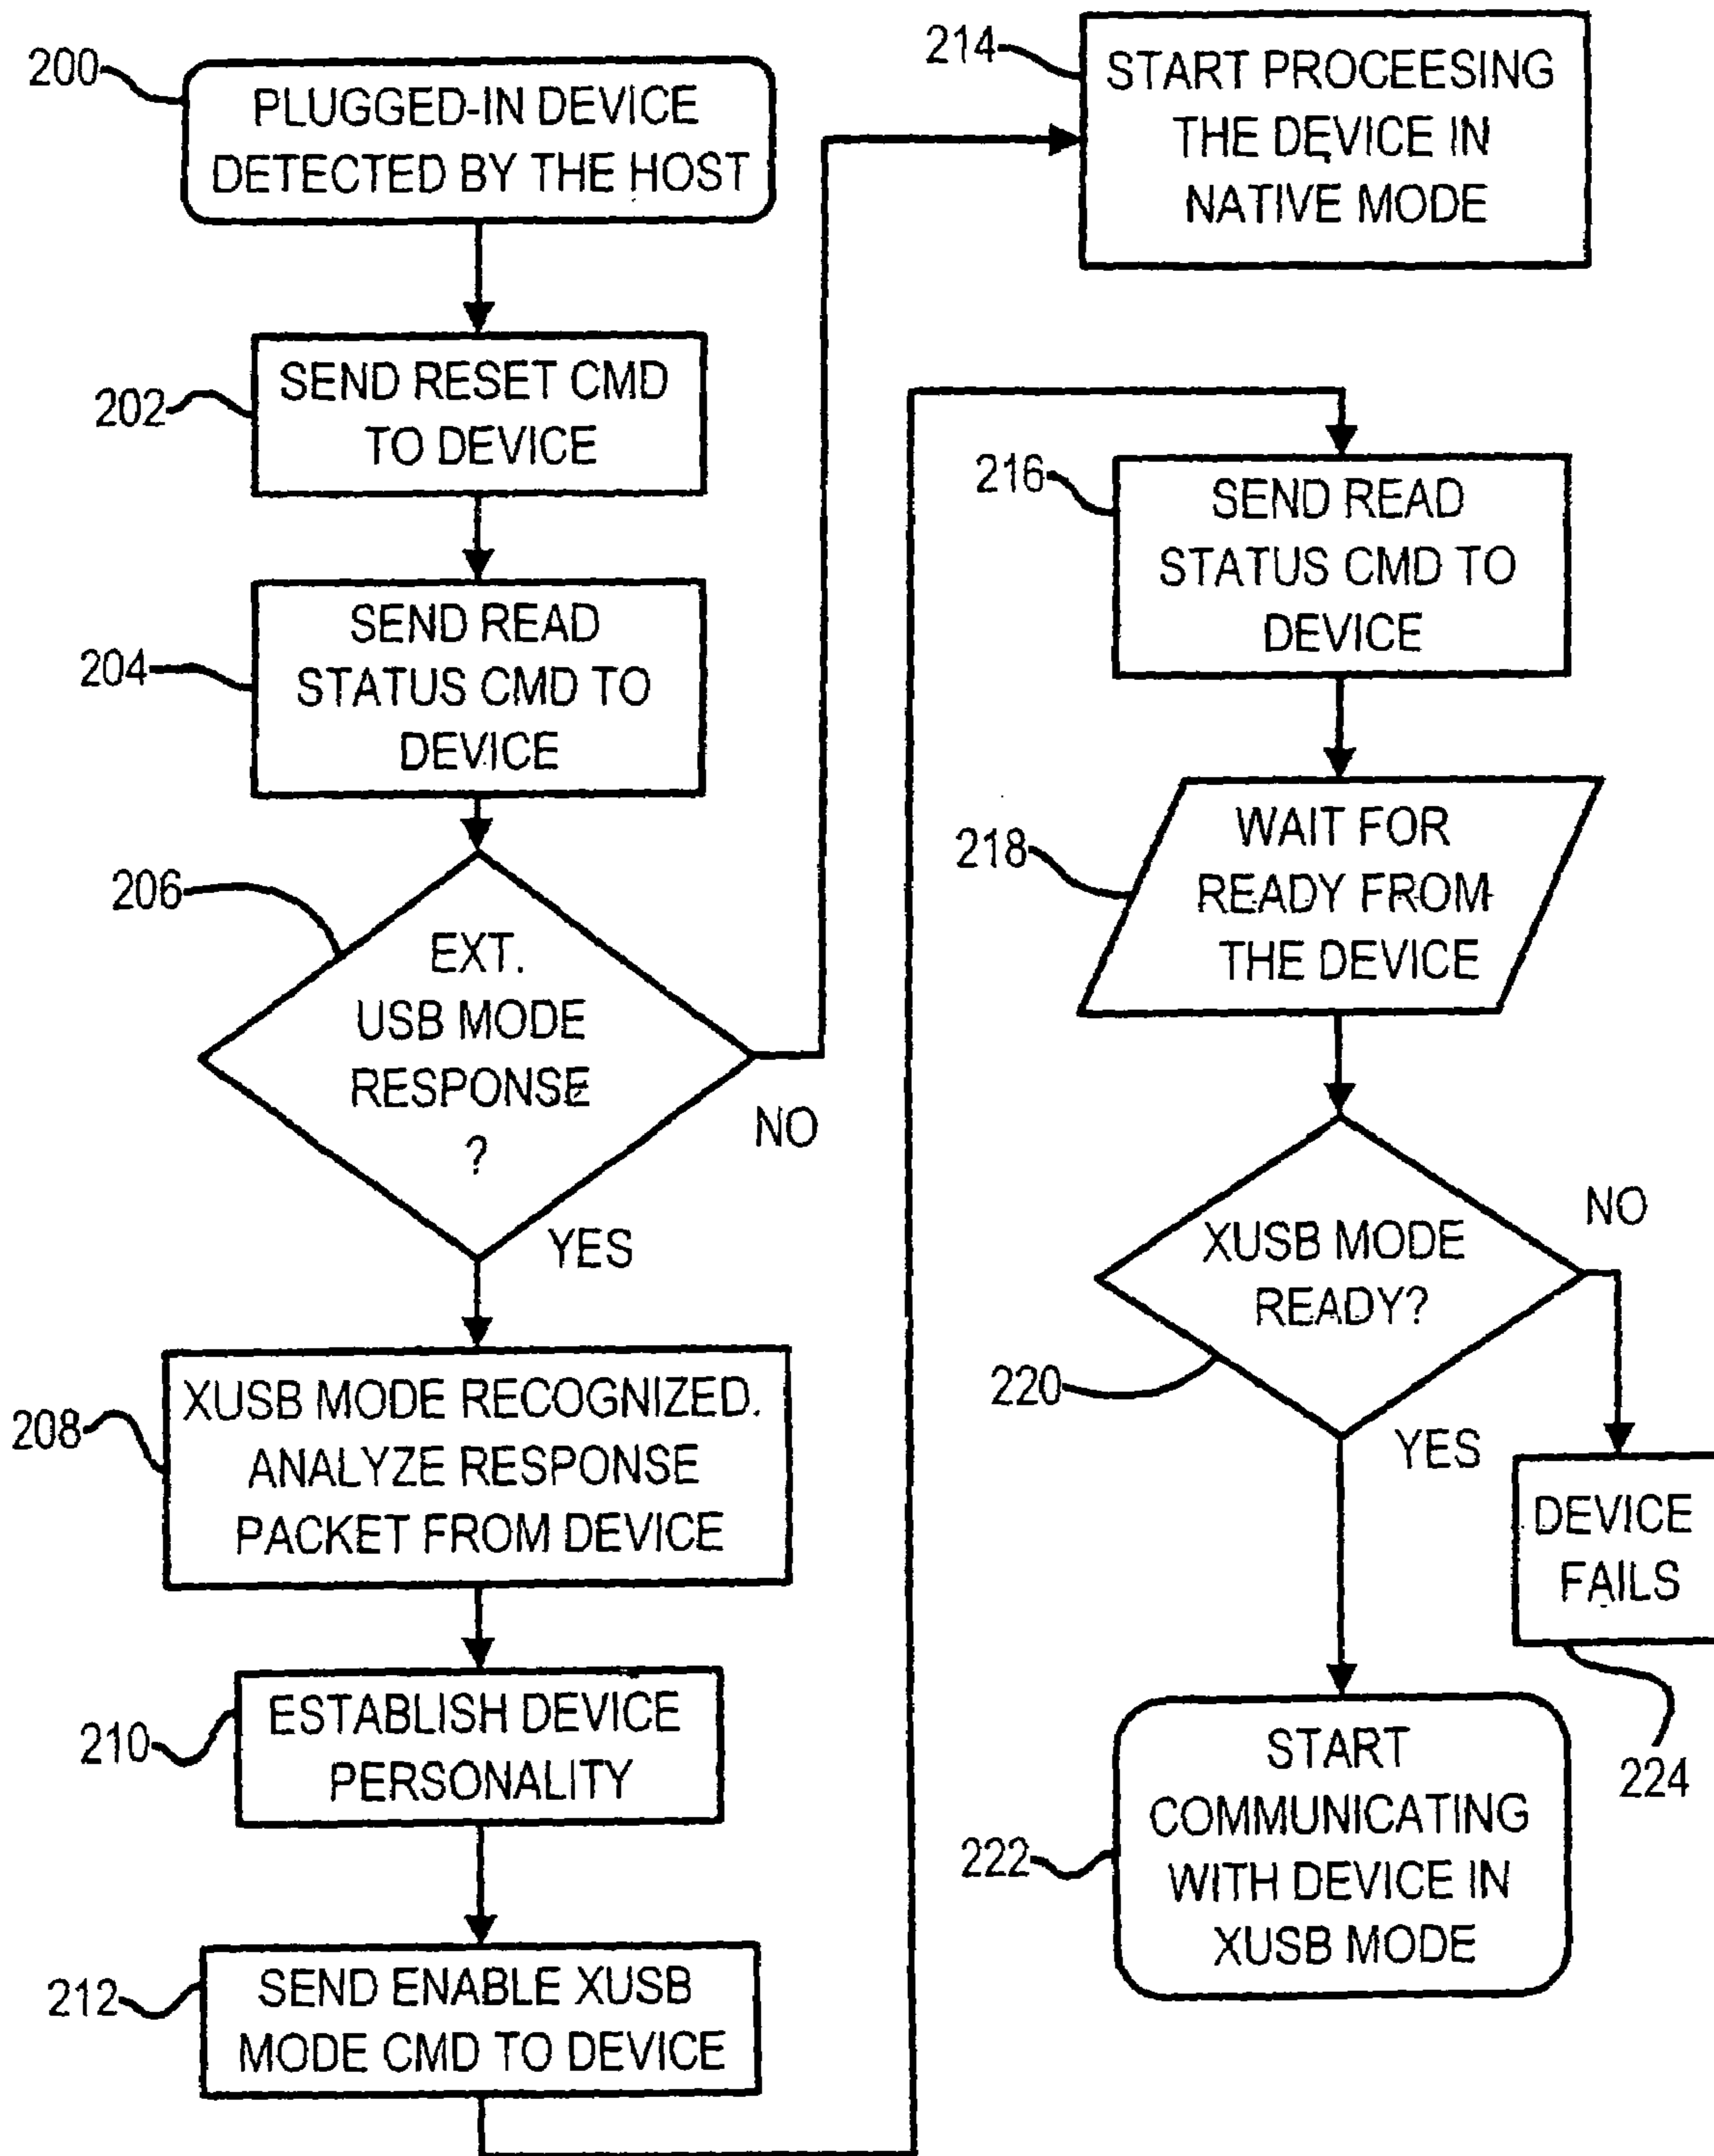 200
PLUGGED-IN DEVICE
DETECTED BY THE HOST
202
SEND RESET CMD
TO DEVICE
204
SEND READ
STATUS CMD TO
DEVICE
206
EXT.
USB MODE
RESPONSE
?
NO
YES
208
XUSB MODE RECOGNIZED.
ANALYZE RESPONSE
PACKET FROM DEVICE
210
ESTABLISH DEVICE
PERSONALITY
212
SEND ENABLE XUSB
MODE CMD TO DEVICE
214
START PROCEESING
THE DEVICE IN
NATIVE MODE
216
SEND READ
STATUS CMD TO
DEVICE
218
WAIT FOR
READY FROM
THE DEVICE
220
XUSB MODE
READY?
NO
YES
DEVICE
FAILS
224
222
START
COMMUNICATING
WITH DEVICE IN
XUSB MODE